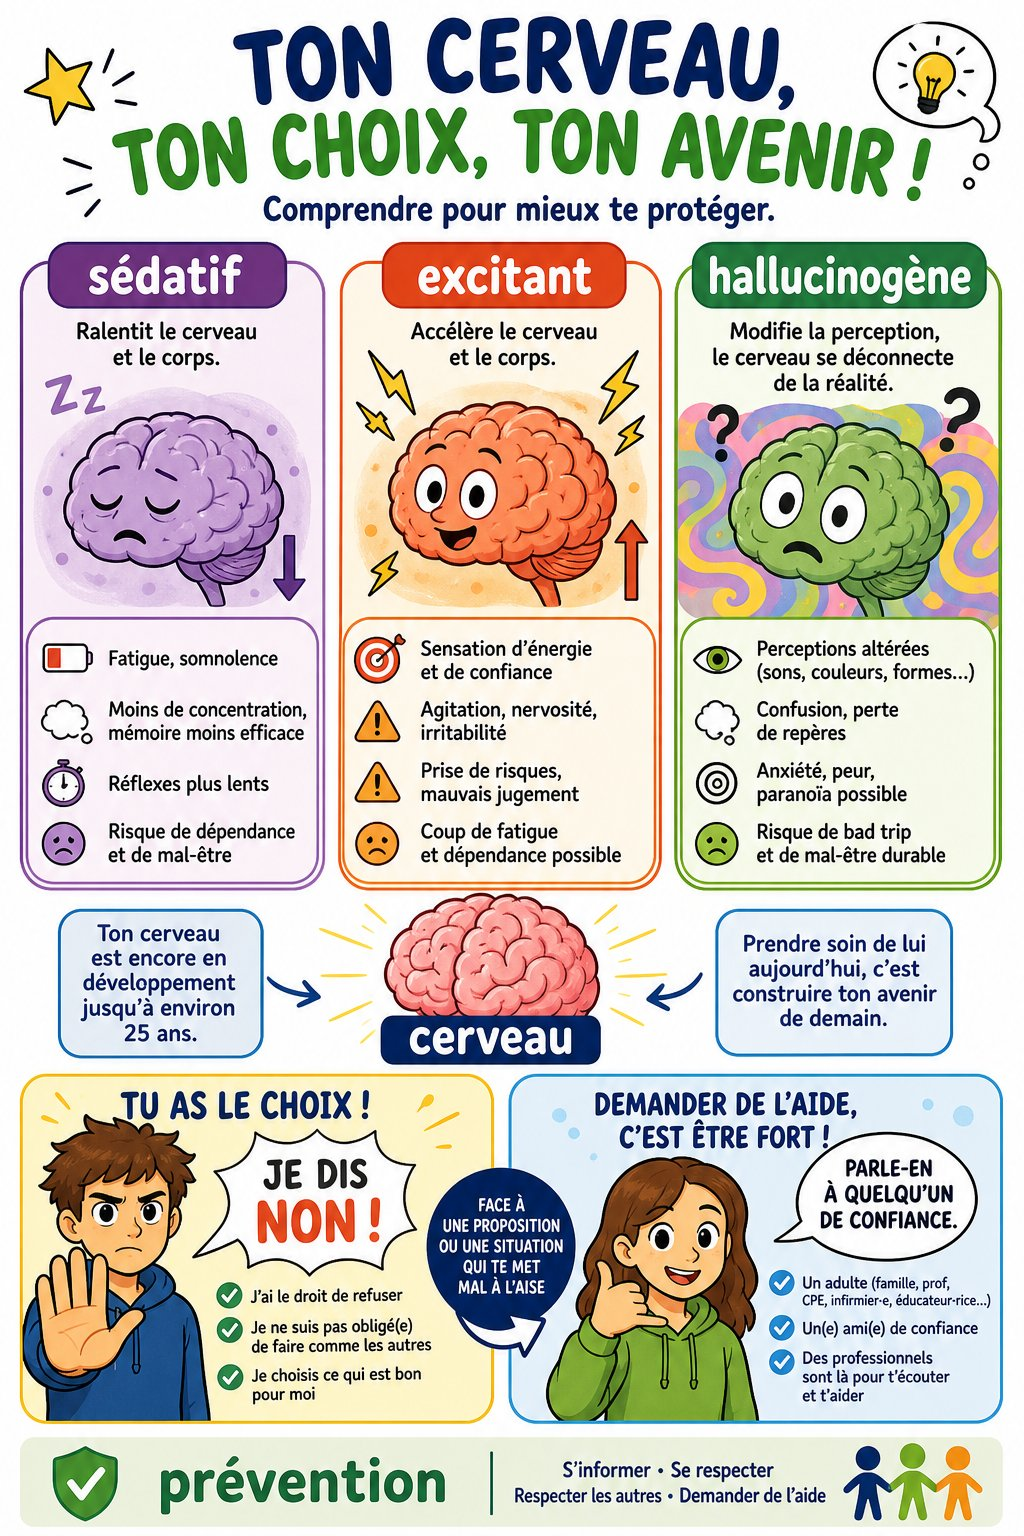 TON CERVEAU,
TON CHOIX, TON AVENIR !
Comprendre pour mieux te protéger.
sédatif
Ralentit le cerveau
et le corps.
Z Z Z
Fatigue, somnolence
Moins de concentration,
mémoire moins efficace
Réflexes plus lents
Risque de dépendance
et de mal-être
excitant
Accélère le cerveau
et le corps.
Sensation d'énergie
et de confiance
!
Agitation, nervosité,
irritabilité
!
Prise de risques,
mauvais jugement
Coup de fatigue
et dépendance possible
hallucinogène
Modifie la perception,
le cerveau se déconnecte
de la réalité.
? ?
Perceptions altérées
(sons, couleurs, formes...)
Confusion, perte
de repères
Anxiété, peur,
paranoïa possible
Risque de bad trip
et de mal-être durable
Ton cerveau
est encore en
développement
jusqu'à environ
25 ans.
cerveau
Prendre soin de lui
aujourd'hui, c'est
construire ton avenir
de demain.
TU AS LE CHOIX !
JE DIS
NON !
J'ai le droit de refuser
Je ne suis pas obligé(e)
de faire comme les autres
Je choisis ce qui est bon
pour moi
FACE À
UNE PROPOSITION
OU UNE SITUATION
QUI TE MET
MAL À L'AISE
DEMANDER DE L'AIDE,
C'EST ÊTRE FORT !
PARLE-EN
À QUELQU'UN
DE CONFIANCE.
Un adulte (famille, prof,
CPE, infirmier·e, éducateur·rice...)
Un(e) ami(e) de confiance
Des professionnels
sont là pour t'écouter
et t'aider
prévention
S'informer • Se respecter
Respecter les autres • Demander de l'aide